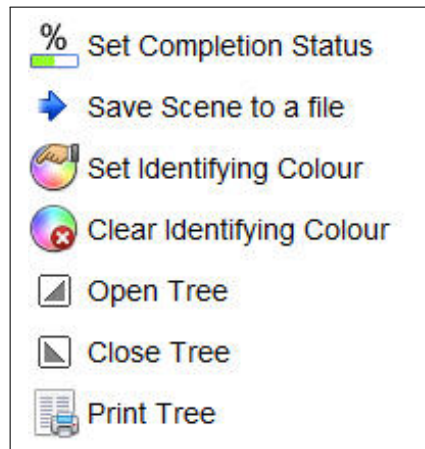 % Set Completion Status
Save Scene to a file
Set Identifying Colour
Clear Identifying Colour
Open Tree
Close Tree
Print Tree